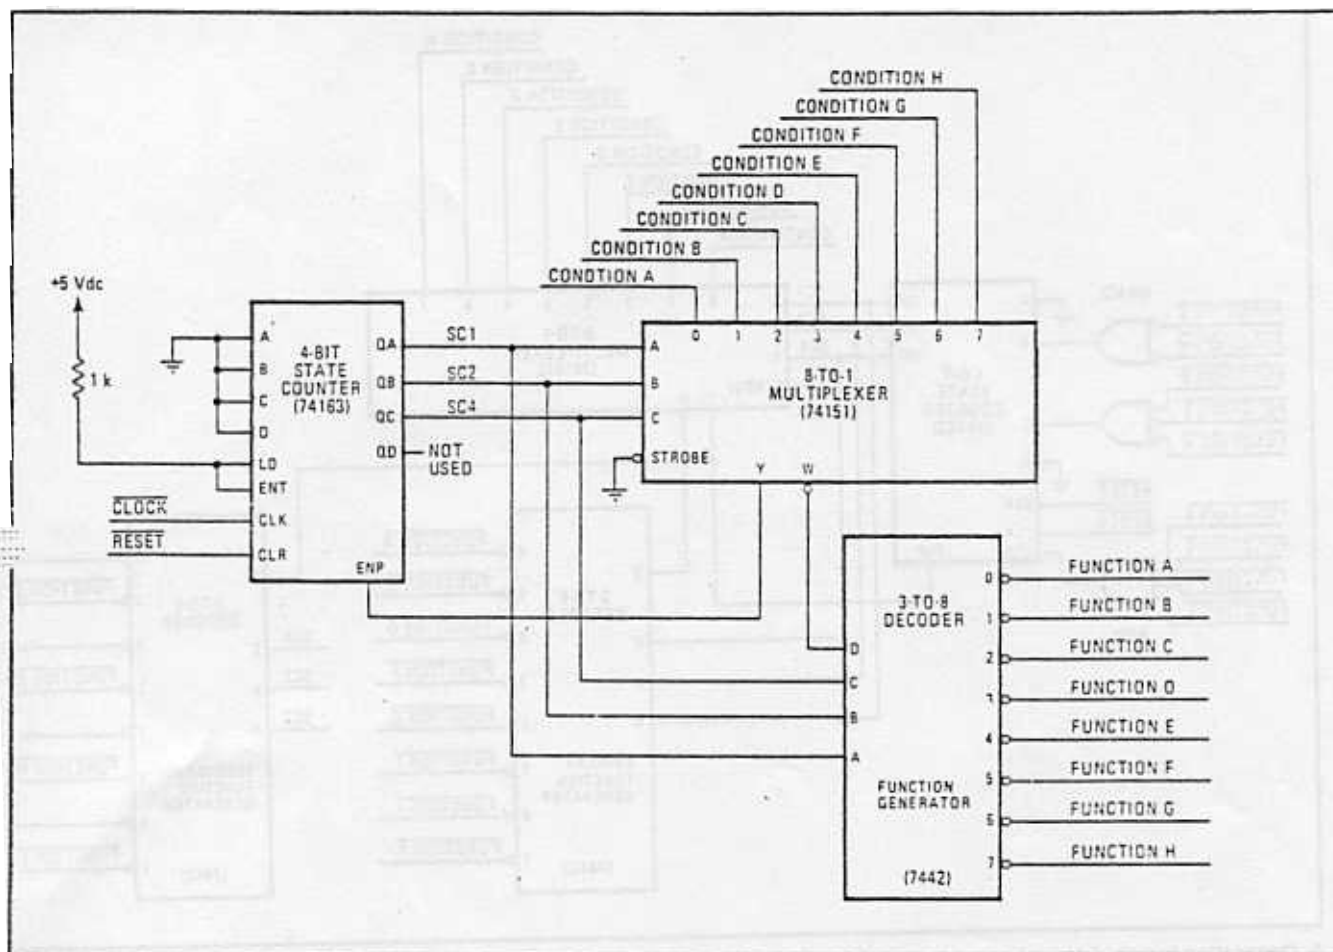 CONDITION H
CONDITION G
CONDITION F
CONDITION E
CONDITION D
CONDITION C
CONDITION B
CONDTION A
+5 Vdc
1 k
A
B
C
D
LD
ENT
CLK
CLR
4-BIT
STATE
COUNTER
(74163)
QA
QB
QC
QD
ENP
CLOCK
RESET
SC1
SC2
SC4
NOT
USED
0 1 2 3 4 5 6 7
A
B
C
STROBE
8-TO-1
MULTIPLEXER
(74151)
Y W
3-TO-8
DECODER
D
C
B
A
FUNCTION
GENERATOR
(7442)
0 FUNCTION A
1 FUNCTION B
2 FUNCTION C
3 FUNCTION D
4 FUNCTION E
5 FUNCTION F
6 FUNCTION G
7 FUNCTION H